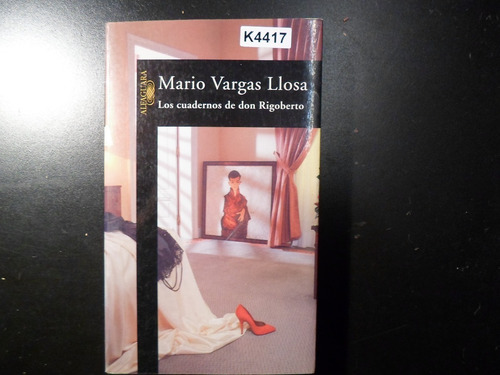 K4417
ALFAGUARA
Mario Vargas Llosa
Los cuadernos de don Rigoberto